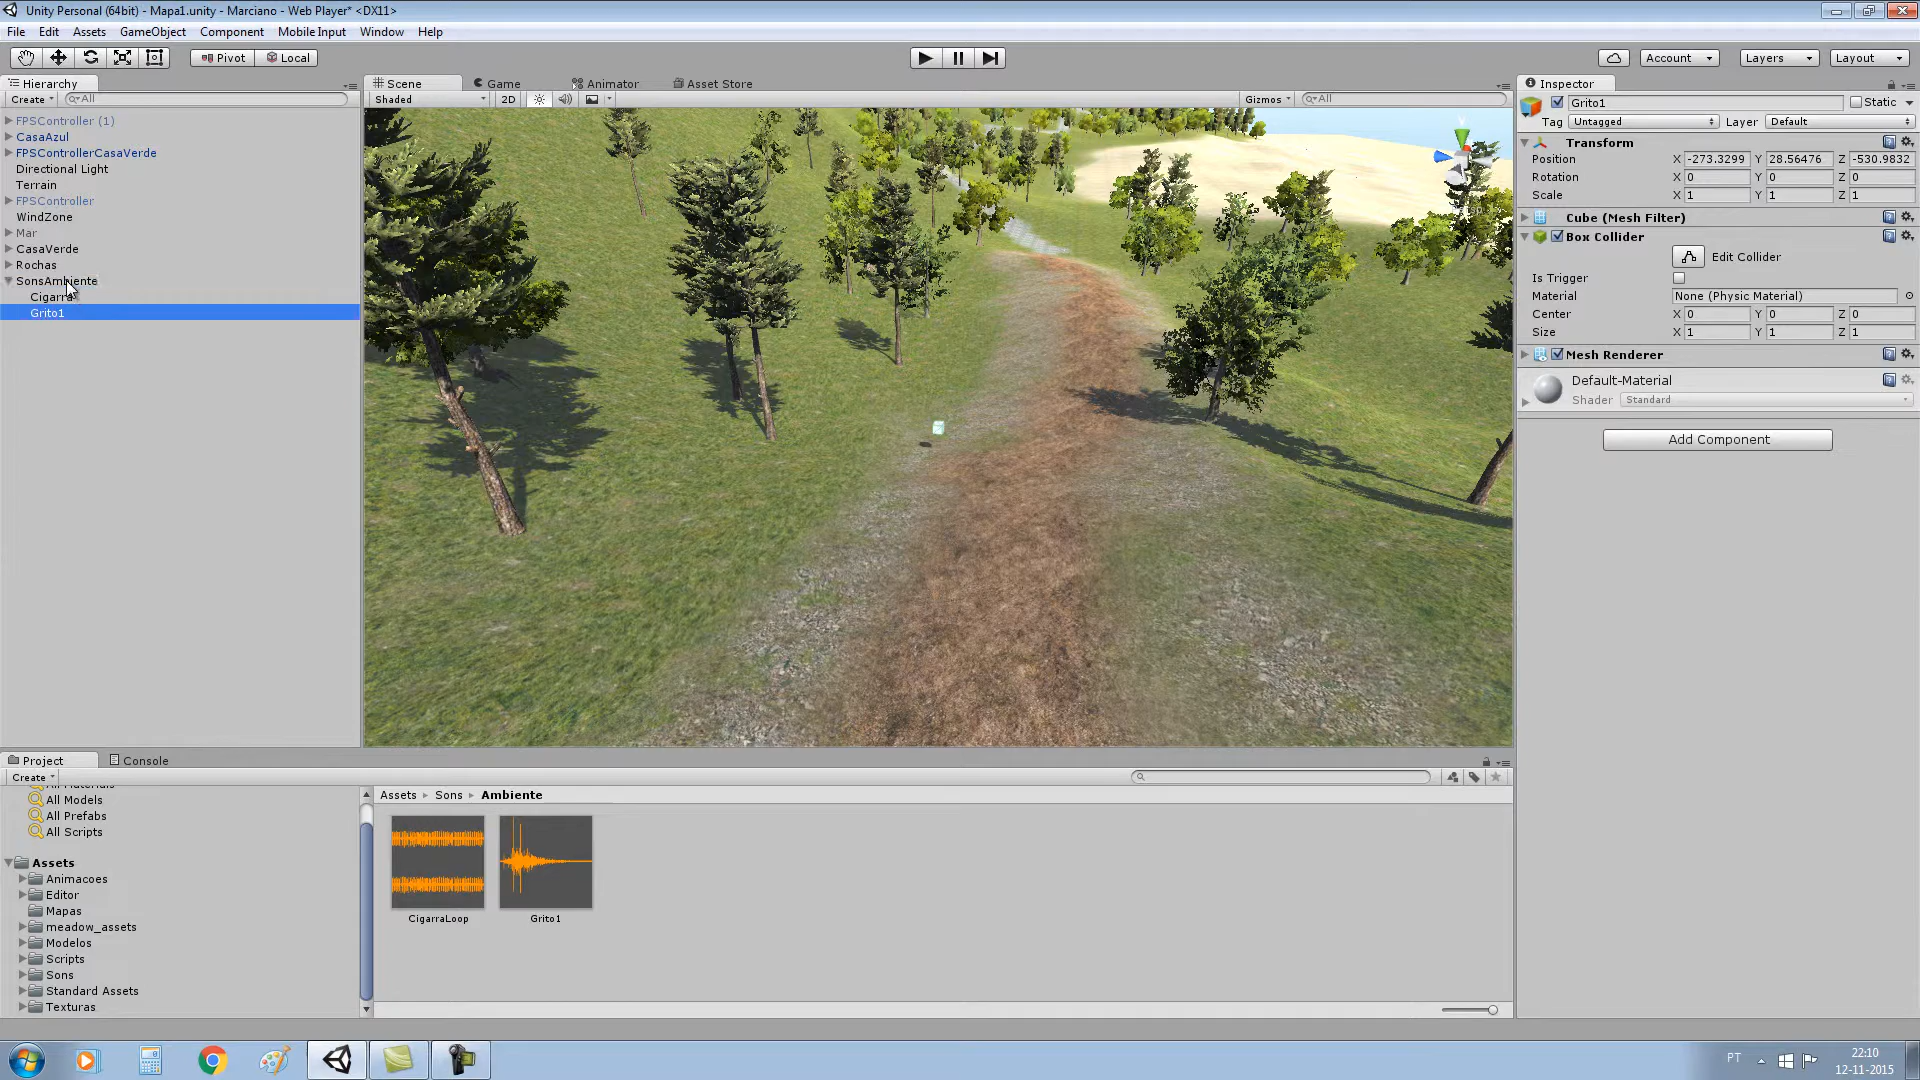 Unity Personal (64bit) - Mapa1.unity - Marciano - Web Player* <DX11>
File Edit Assets GameObject Component Mobile Input Window Help
Pivot Local Account Layers Layout
Hierarchy
Create All
FPSController (1)
CasaAzul
FPSControllerCasaVerde
Directional Light
Terrain
FPSController
WindZone
Mar
CasaVerde
Rochas
SonsAmbiente
Cigarra
Grito1
Scene Game Animator Asset Store
Shaded 2D Gizmos All
Inspector
Grito1 Static
Tag Untagged Layer Default
Transform
Position X -273.3299 Y 28.56476 Z -530.9832
Rotation X 0 Y 0 Z 0
Scale X 1 Y 1 Z 1
Cube (Mesh Filter)
Box Collider
Edit Collider
Is Trigger
Material None (Physic Material)
Center X 0 Y 0 Z 0
Size X 1 Y 1 Z 1
Mesh Renderer
Default-Material
Shader Standard
Add Component
Project Console
Create
All Materials
All Models
All Prefabs
All Scripts
Assets
Animacoes
Editor
Mapas
meadow_assets
Modelos
Scripts
Sons
Standard Assets
Texturas
Assets Sons Ambiente
CigarraLoop Grito1
PT
22:10
12-11-2015